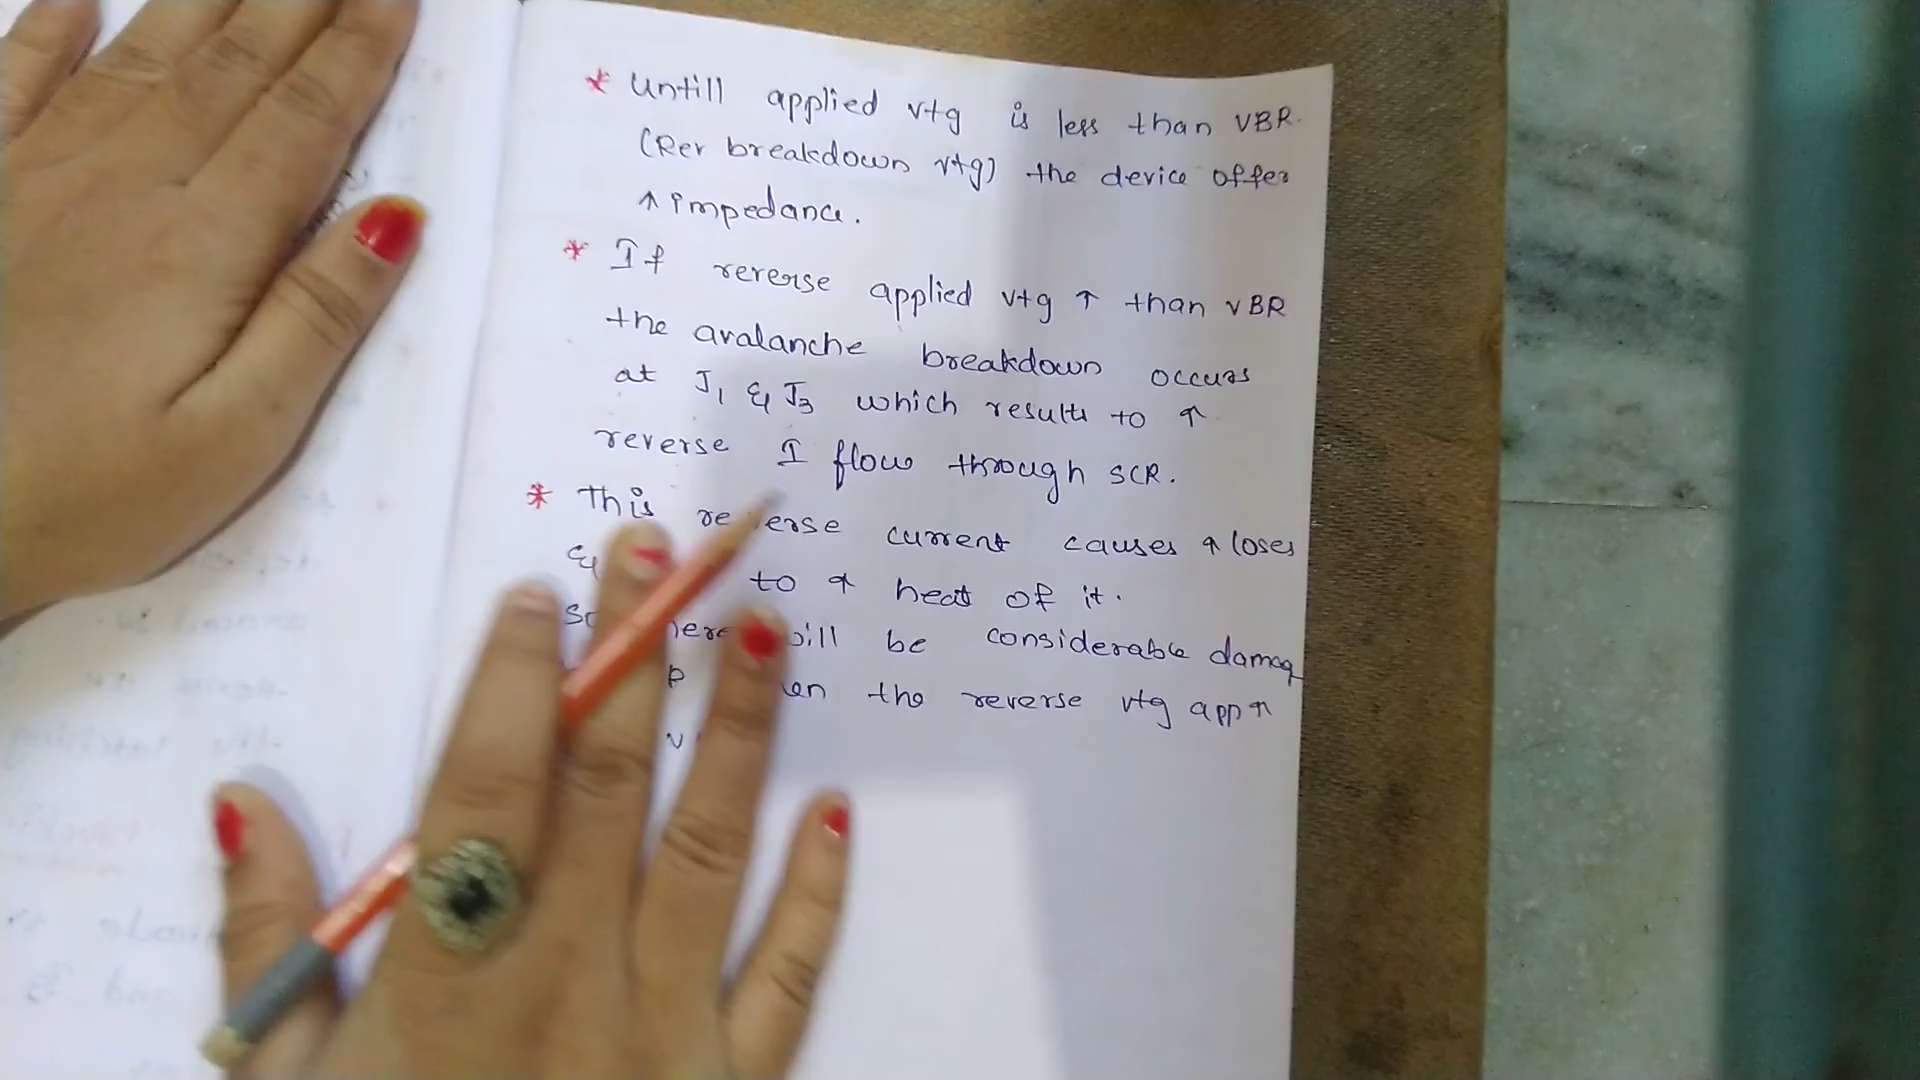 * Untill applied vtg is less than VBR.
(Rev breakdown vtg) the device offer
↑ impedance.
* If reverse applied vtg ↑ than VBR
the avalanche breakdown occurs
at J1 & J3 which results to ↑
reverse I flow through SCR.
* This reverse current causes ↑ loses
& to ↑ heat of it.
will be considerable damag
the reverse vtg app ↑